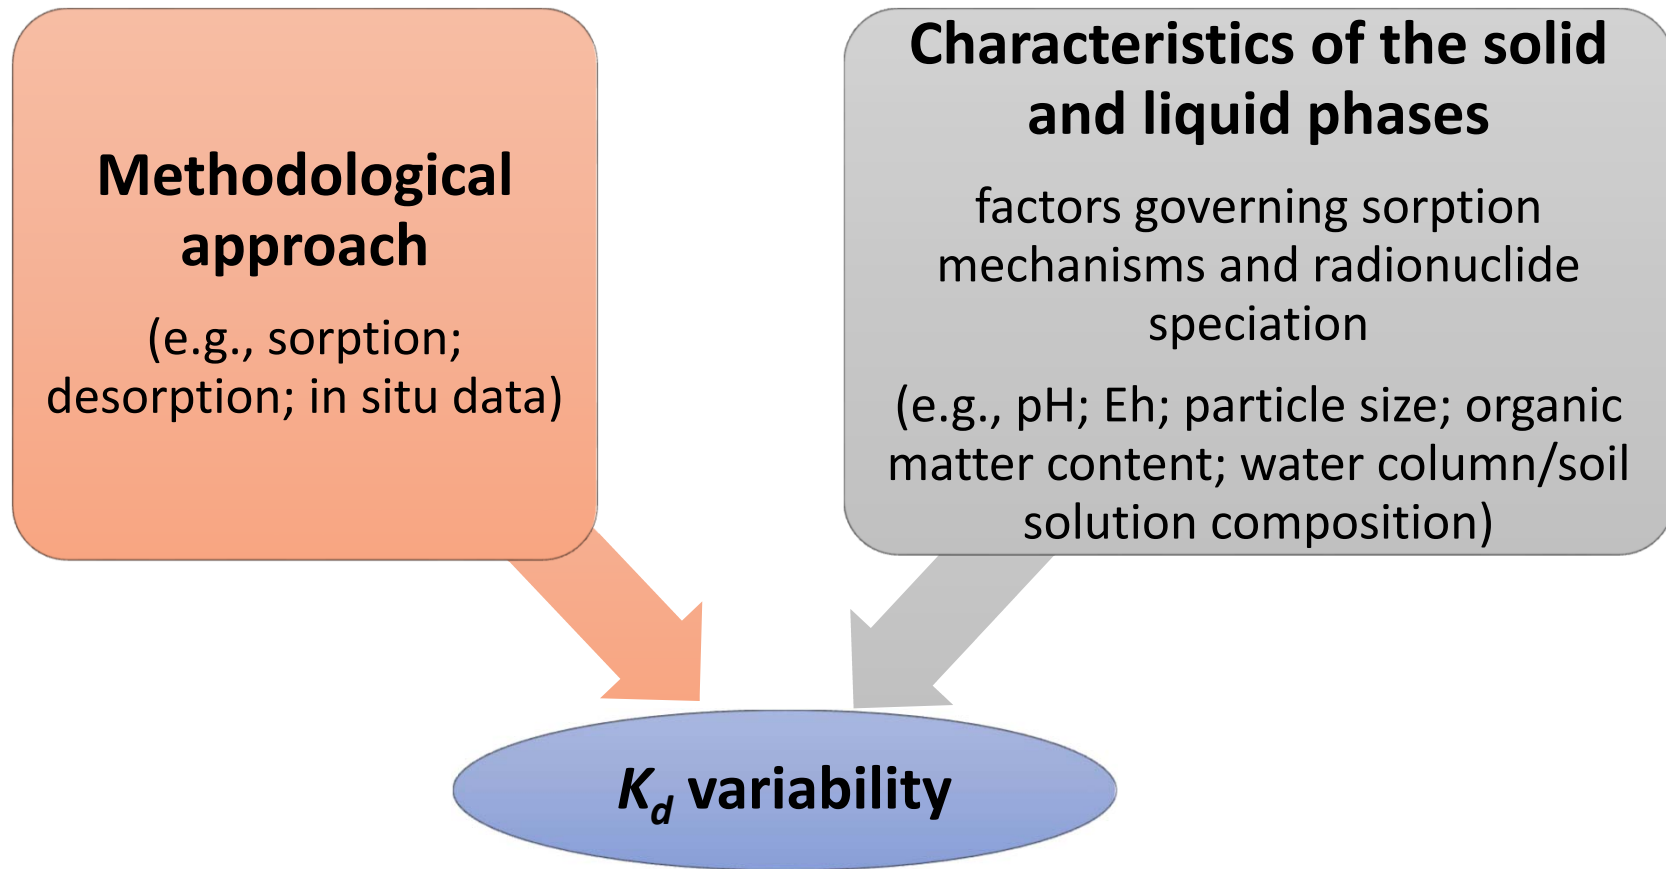 Methodological
approach
(e.g., sorption;
desorption; in situ data)
Characteristics of the solid
and liquid phases
factors governing sorption
mechanisms and radionuclide
speciation
(e.g., pH; Eh; particle size; organic
matter content; water column/soil
solution composition)
Kd variability